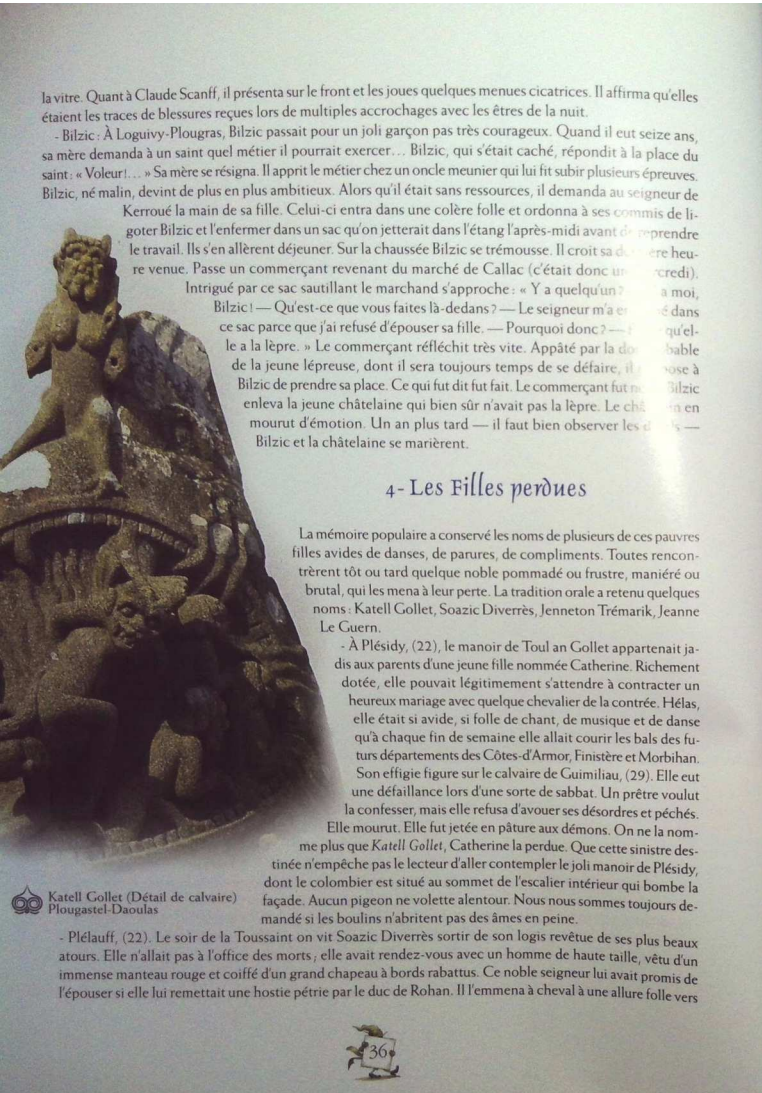 la vitre. Quant à Claude Scanff, il présenta sur le front et les joues quelques menues cicatrices. Il affirma qu'elles
étaient les traces de blessures reçues lors de multiples accrochages avec les êtres de la nuit.
- Bilzic : À Loguivy-Plougras, Bilzic passait pour un joli garçon pas très courageux. Quand il eut seize ans,
sa mère demanda à un saint quel métier il pourrait exercer... Bilzic, qui s'était caché, répondit à la place du
saint : « Voleur !... » Sa mère se résigna. Il apprit le métier chez un oncle meunier qui lui fit subir plusieurs épreuves.
Bilzic, né malin, devint de plus en plus ambitieux. Alors qu'il était sans ressources, il demanda au seigneur de
Kerroué la main de sa fille. Celui-ci entra dans une colère folle et ordonna à ses commis de li-
goter Bilzic et l'enfermer dans un sac qu'on jetterait dans l'étang l'après-midi avant de reprendre
le travail. Ils s'en allèrent déjeuner. Sur la chaussée Bilzic se trémousse. Il croit sa heu-
re venue. Passe un commerçant revenant du marché de Callac (c'était donc
Intrigué par ce sac sautillant le marchand s'approche : « Y a quelqu'un ? a moi,
Bilzic ! — Qu'est-ce que vous faites là-dedans ? — Le seigneur m'a dans
ce sac parce que j'ai refusé d'épouser sa fille. — Pourquoi donc ? — qu'el-
le a la lèpre. » Le commerçant réfléchit très vite. Appâté par la
de la jeune lépreuse, dont il sera toujours temps de se défaire, il à
Bilzic de prendre sa place. Ce qui fut dit fut fait. Le commerçant fut Bilzic
enleva la jeune châtelaine qui bien sûr n'avait pas la lèpre. Le en
mourut d'émotion. Un an plus tard — il faut bien observer les —
Bilzic et la châtelaine se marièrent.
4- Les Filles perdues
La mémoire populaire a conservé les noms de plusieurs de ces pauvres
filles avides de danses, de parures, de compliments. Toutes rencon-
trèrent tôt ou tard quelque noble pommadé ou frustre, maniéré ou
brutal, qui les mena à leur perte. La tradition orale a retenu quelques
noms : Katell Gollet, Soazic Diverrès, Jenneton Trémarik, Jeanne
Le Guern.
- À Plésidy, (22), le manoir de Toul an Gollet appartenait ja-
dis aux parents d'une jeune fille nommée Catherine. Richement
dotée, elle pouvait légitimement s'attendre à contracter un
heureux mariage avec quelque chevalier de la contrée. Hélas,
elle était si avide, si folle de chant, de musique et de danse
qu'à chaque fin de semaine elle allait courir les bals des fu-
turs départements des Côtes-d'Armor, Finistère et Morbihan.
Son effigie figure sur le calvaire de Guimiliau, (29). Elle eut
une défaillance lors d'une sorte de sabbat. Un prêtre voulut
la confesser, mais elle refusa d'avouer ses désordres et péchés.
Elle mourut. Elle fut jetée en pâture aux démons. On ne la nom-
me plus que Katell Gollet, Catherine la perdue. Que cette sinistre des-
tinée n'empêche pas le lecteur d'aller contempler le joli manoir de Plésidy,
dont le colombier est situé au sommet de l'escalier intérieur qui bombe la
façade. Aucun pigeon ne volette alentour. Nous nous sommes toujours de-
mandé si les boulins n'abritent pas des âmes en peine.
Katell Gollet (Détail de calvaire)
Plougastel-Daoulas
- Plélauff, (22). Le soir de la Toussaint on vit Soazic Diverrès sortir de son logis revêtue de ses plus beaux
atours. Elle n'allait pas à l'office des morts ; elle avait rendez-vous avec un homme de haute taille, vêtu d'un
immense manteau rouge et coiffé d'un grand chapeau à bords rabattus. Ce noble seigneur lui avait promis de
l'épouser si elle lui remettait une hostie pétrie par le duc de Rohan. Il l'emmena à cheval à une allure folle vers
36